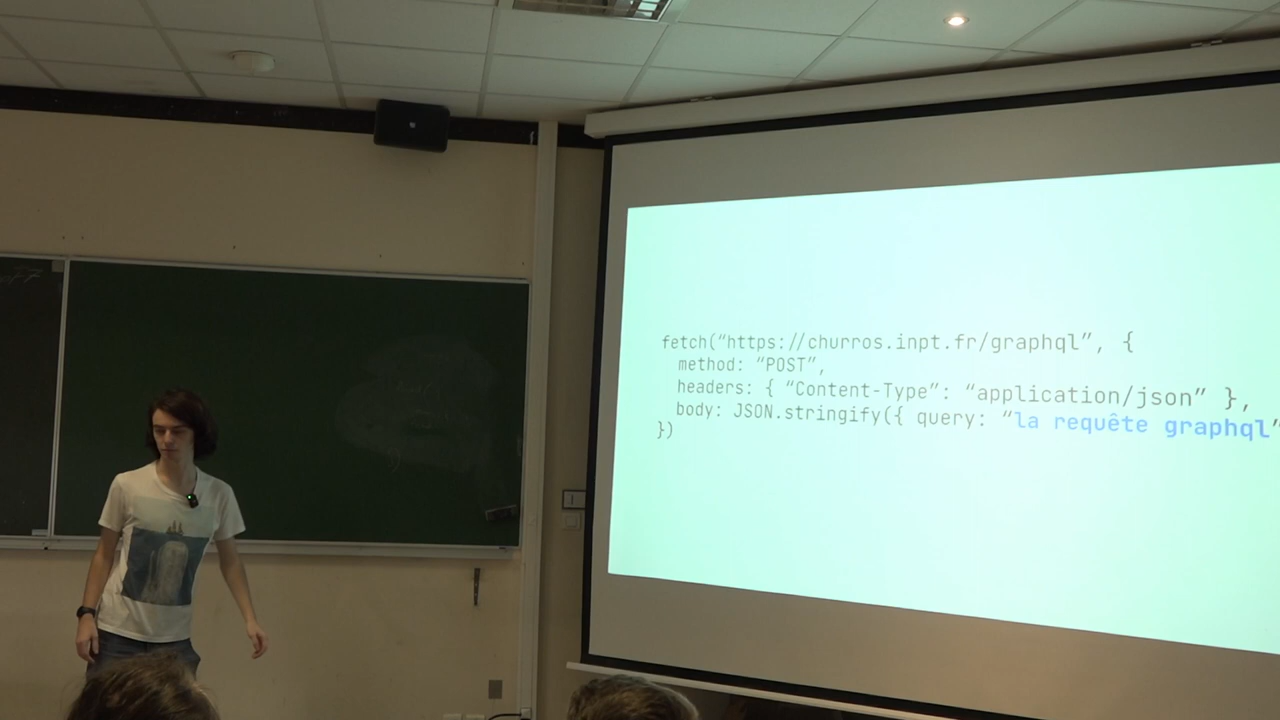 fetch(“https://churros.inpt.fr/graphql”, {
method: “POST”,
headers: { “Content-Type”: “application/json” },
body: JSON.stringify({ query: “la requête graphql”
})